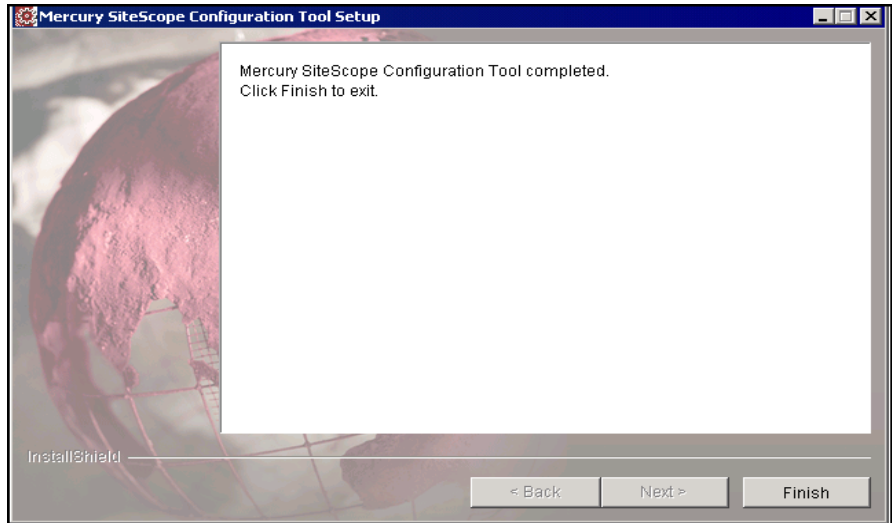 Mercury SiteScope Configuration Tool Setup
Mercury SiteScope Configuration Tool completed.
Click Finish to exit.
InstallShield
< Back
Next >
Finish